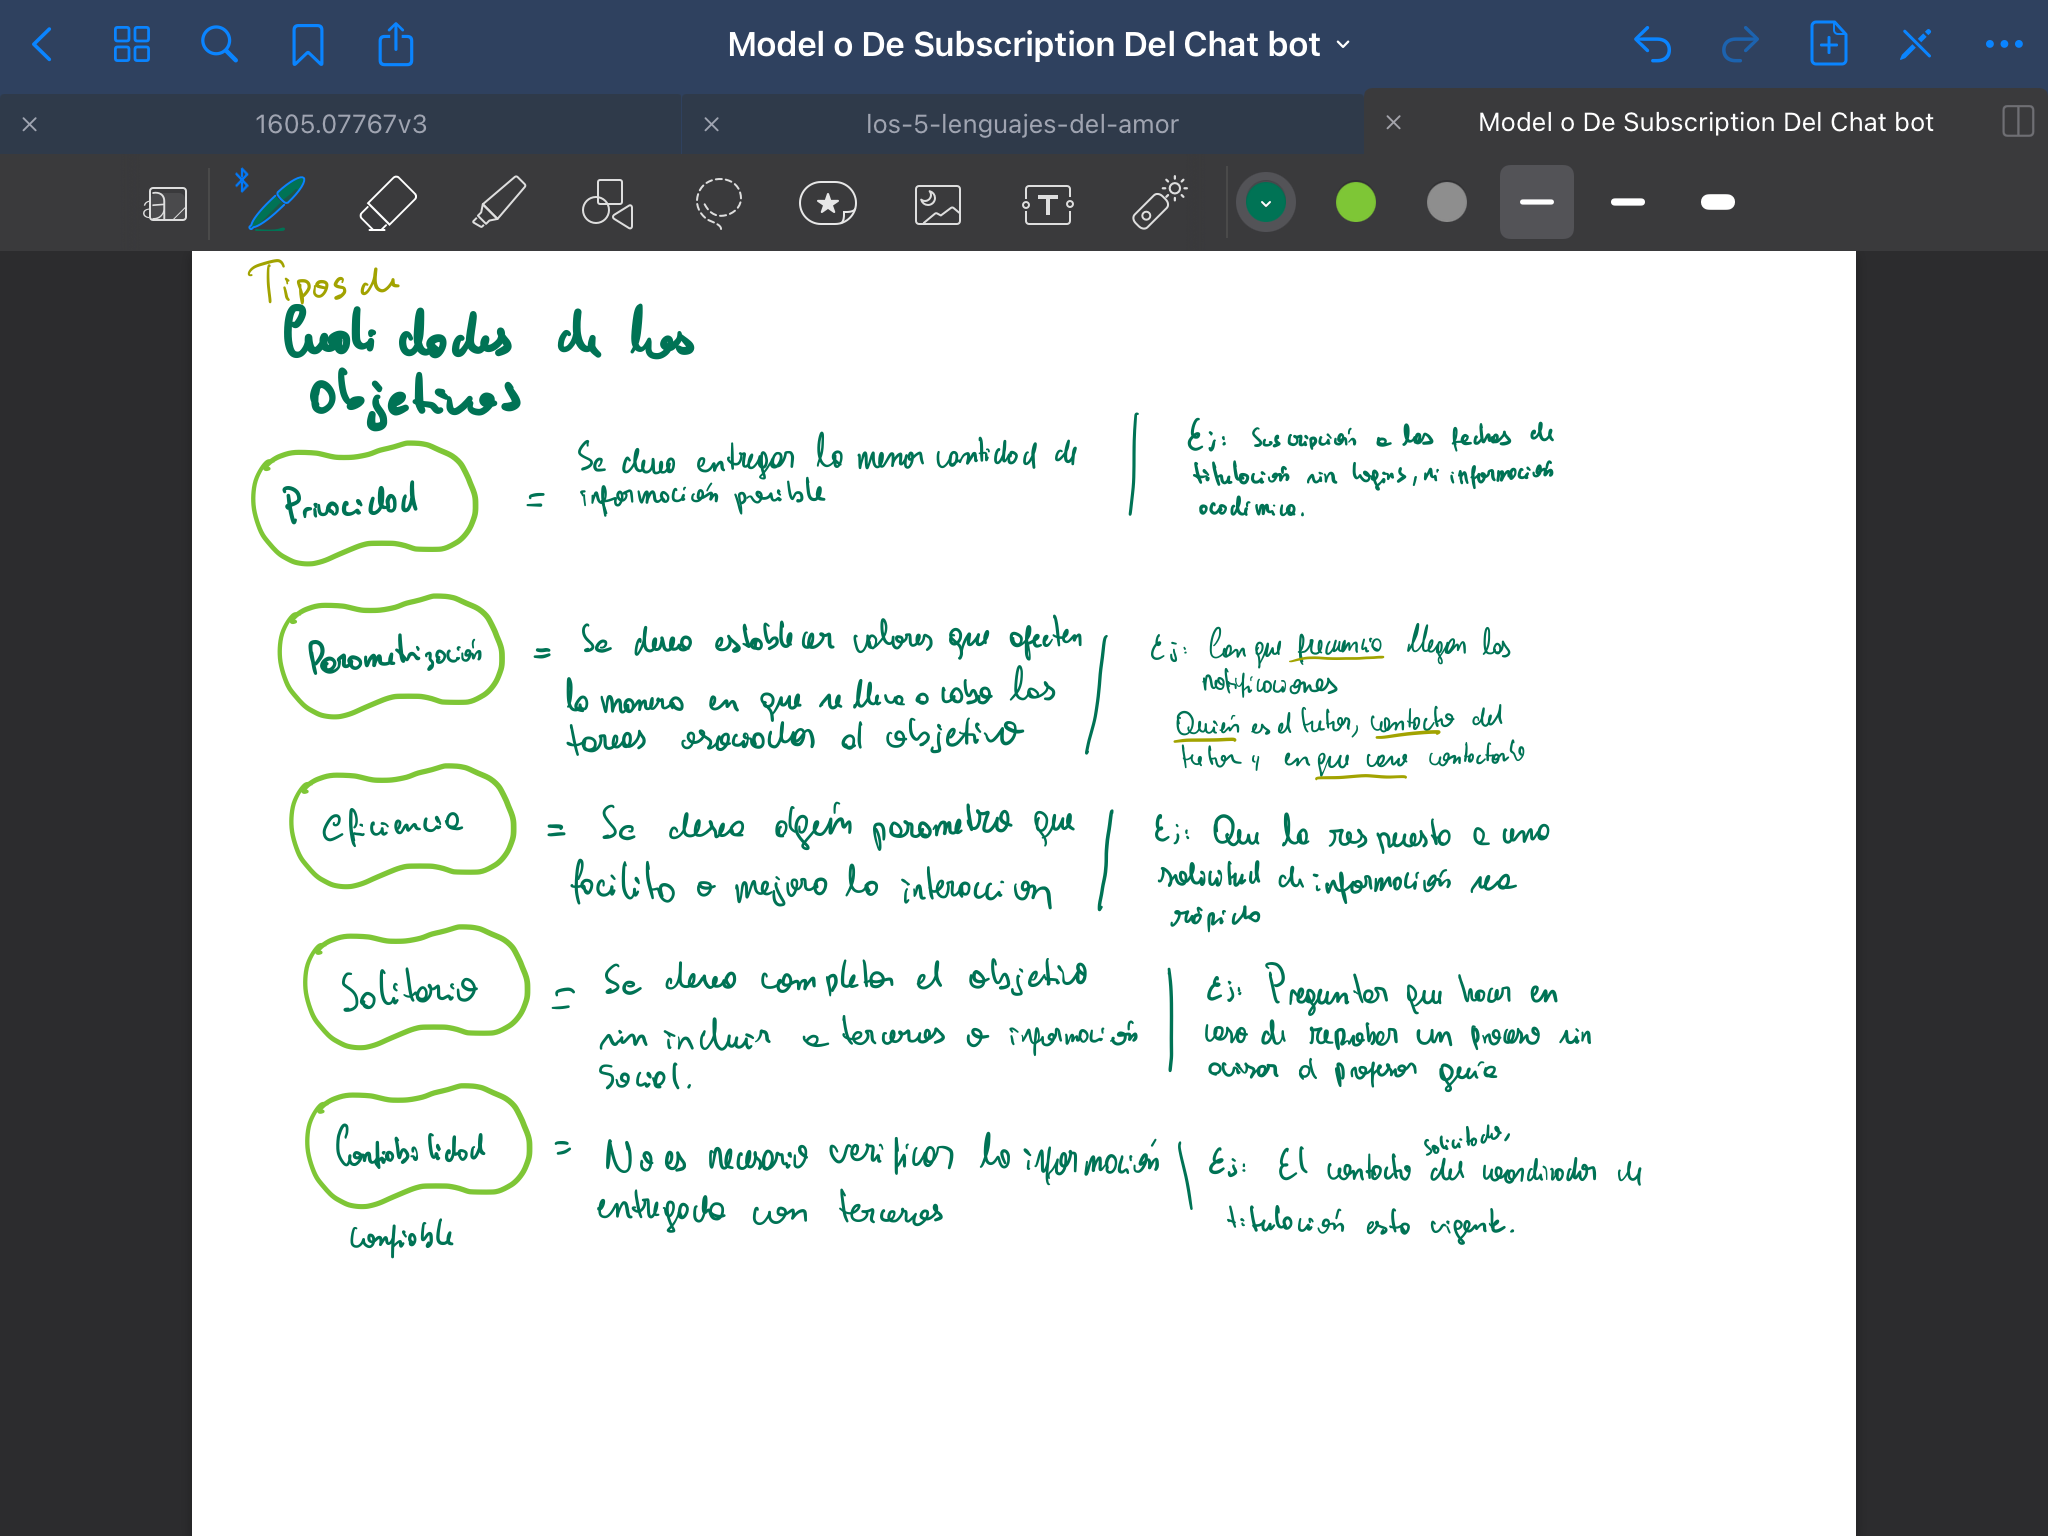 Model o De Subscription Del Chat bot
1605.07767v3
los-5-lenguajes-del-amor
Model o De Subscription Del Chat bot
T
Tipos de
Cualidades de los
Objetivos
Privacidad
=
Se desea entregar la menor cantidad de
información posible
Ej: Suscripción a las fechas de
titulación sin logins, ni información
académica.
Parametrización
=
Se desea establecer valores que afecten
la manera en que se lleva a cabo las
tareas asociadas al objetivo
Ej: Con que frecuencia llegan las
notificaciones
Quién es el tutor, contacto del
tutor y en que caso contactarlo
Eficiencia
=
Se desea algún parametro que
facilita o mejora la interaccion
Ej: Que la respuesta a una
solicitud de información sea
rápida
Solitario
=
Se desea completar el objetivo
sin incluir a terceros o información
social.
Ej: Preguntar que hacer en
caso de reprobar un proceso sin
avisar al profesor guía
Confiabilidad
=
No es necesario verificar la información
entregada con terceros
Ej: El contacto solicitado, del coordinador de
titulación esta vigente.
confiable